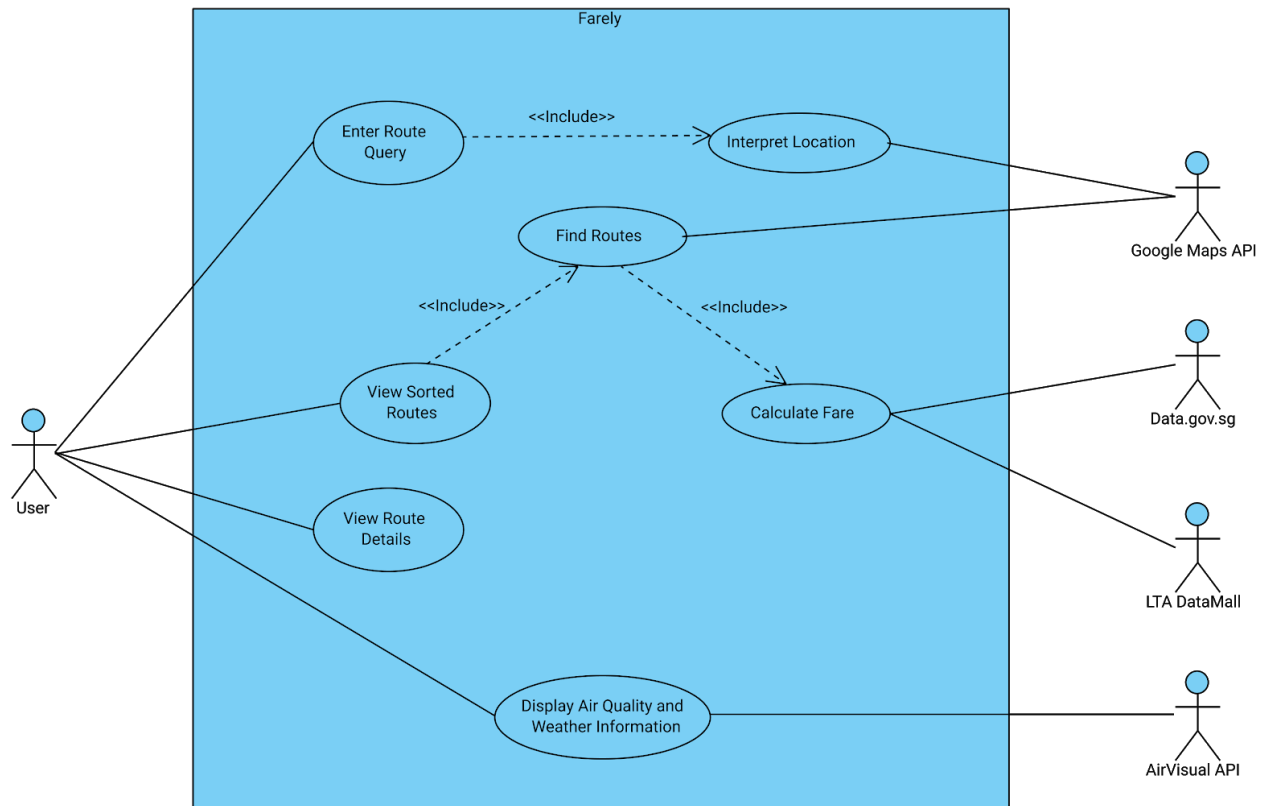 Farely
<<Include>>
Enter Route
Query
Interpret Location
Find Routes
Google Maps API
<<Include>>
<<Include>>
View Sorted
Routes
Calculate Fare
Data.gov.sg
User
View Route
Details
LTA DataMall
Display Air Quality and
Weather Information
AirVisual API